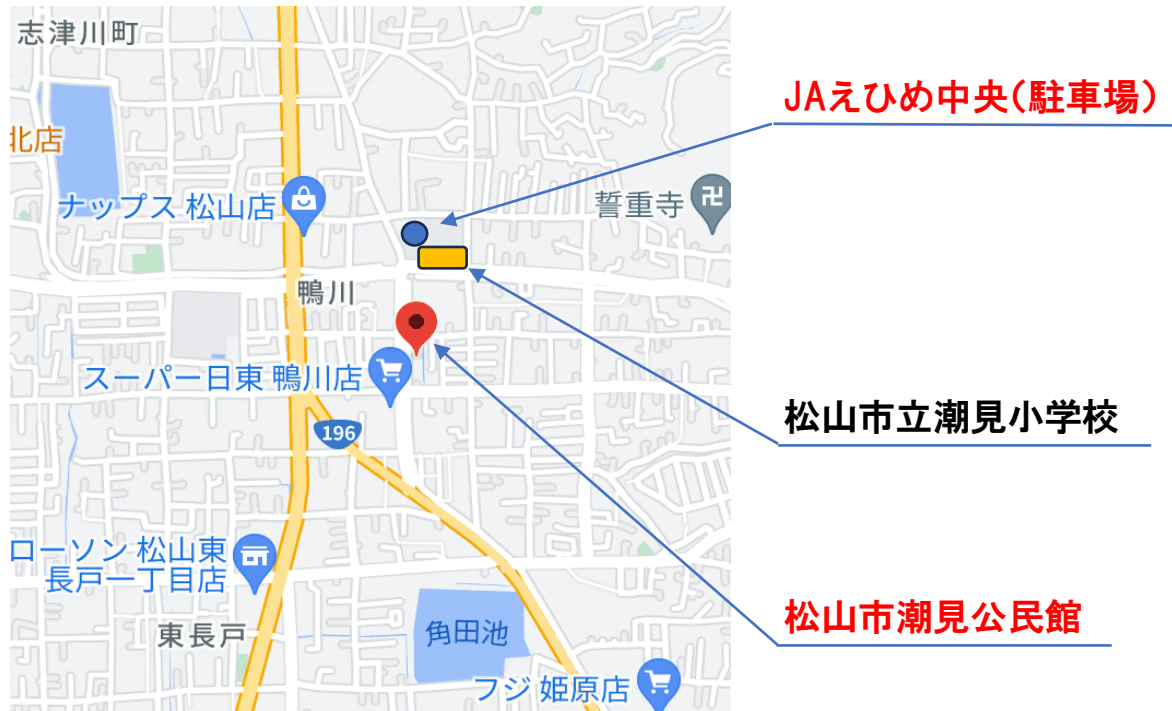 志津川町
JAえひめ中央(駐車場)
北店
ナップス 松山店
誓重寺
鴨川
スーパー日東 鴨川店
松山市立潮見小学校
196
ローソン 松山東
長戸一丁目店
松山市潮見公民館
東長戸
角田池
フジ 姫原店